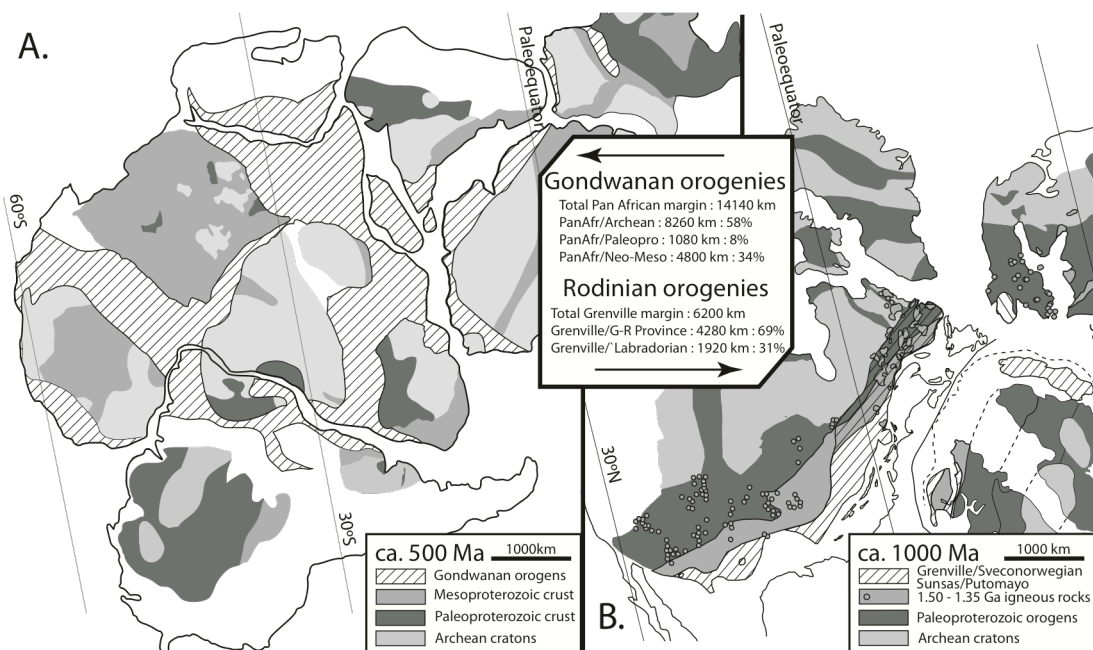 A.
Paleoequator
Paleoequator
60°S
Gondwanan orogenies
Total Pan African margin : 14140 km
PanAfr/Archean : 8260 km : 58%
PanAfr/Paleopro : 1080 km : 8%
PanAfr/Neo-Meso : 4800 km : 34%
Rodinian orogenies
Total Grenville margin : 6200 km
Grenville/G-R Province : 4280 km : 69%
Grenville/`Labradorian : 1920 km : 31%
30°N
30°S
ca. 500 Ma
1000km
Gondwanan orogens
Mesoproterozoic crust
Paleoproterozoic crust
Archean cratons
B.
ca. 1000 Ma
1000 km
Grenville/Sveconorwegian
Sunsas/Putomayo
1.50 - 1.35 Ga igneous rocks
Paleoproterozoic orogens
Archean cratons